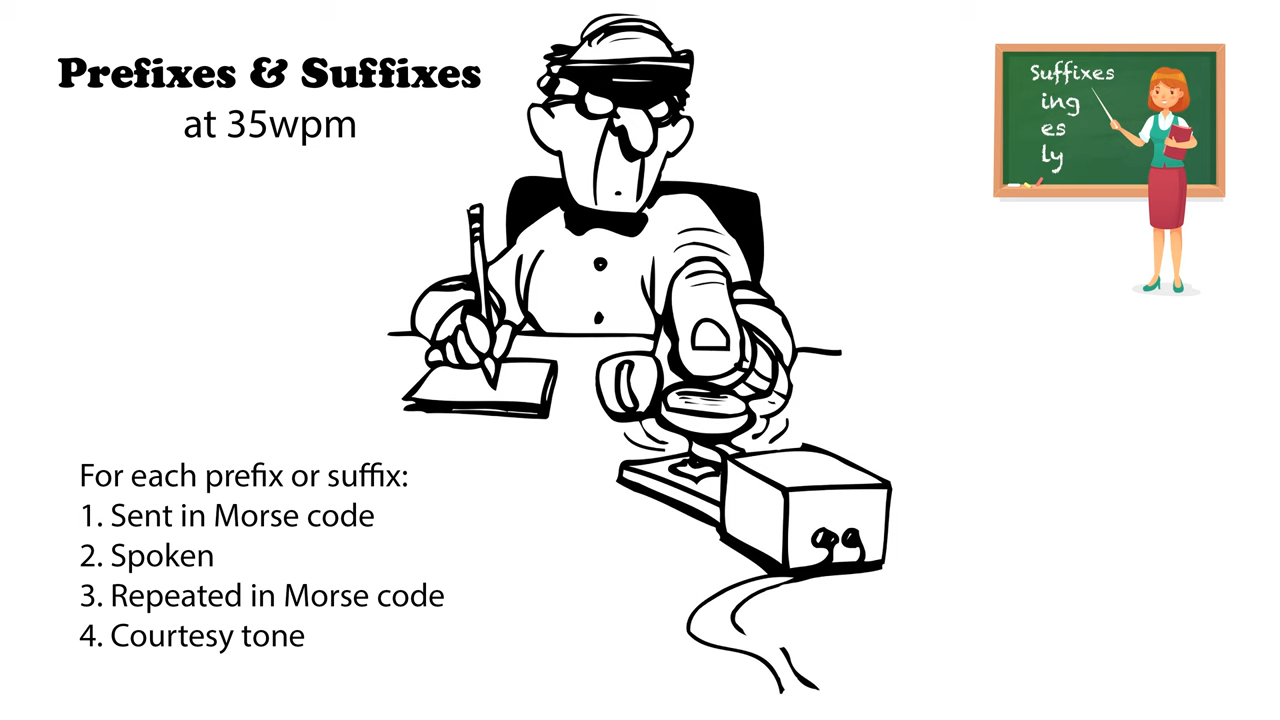 Prefixes & Suffixes
at 35wpm
Suffixes
ing
es
ly
For each prefix or suffix:
1. Sent in Morse code
2. Spoken
3. Repeated in Morse code
4. Courtesy tone